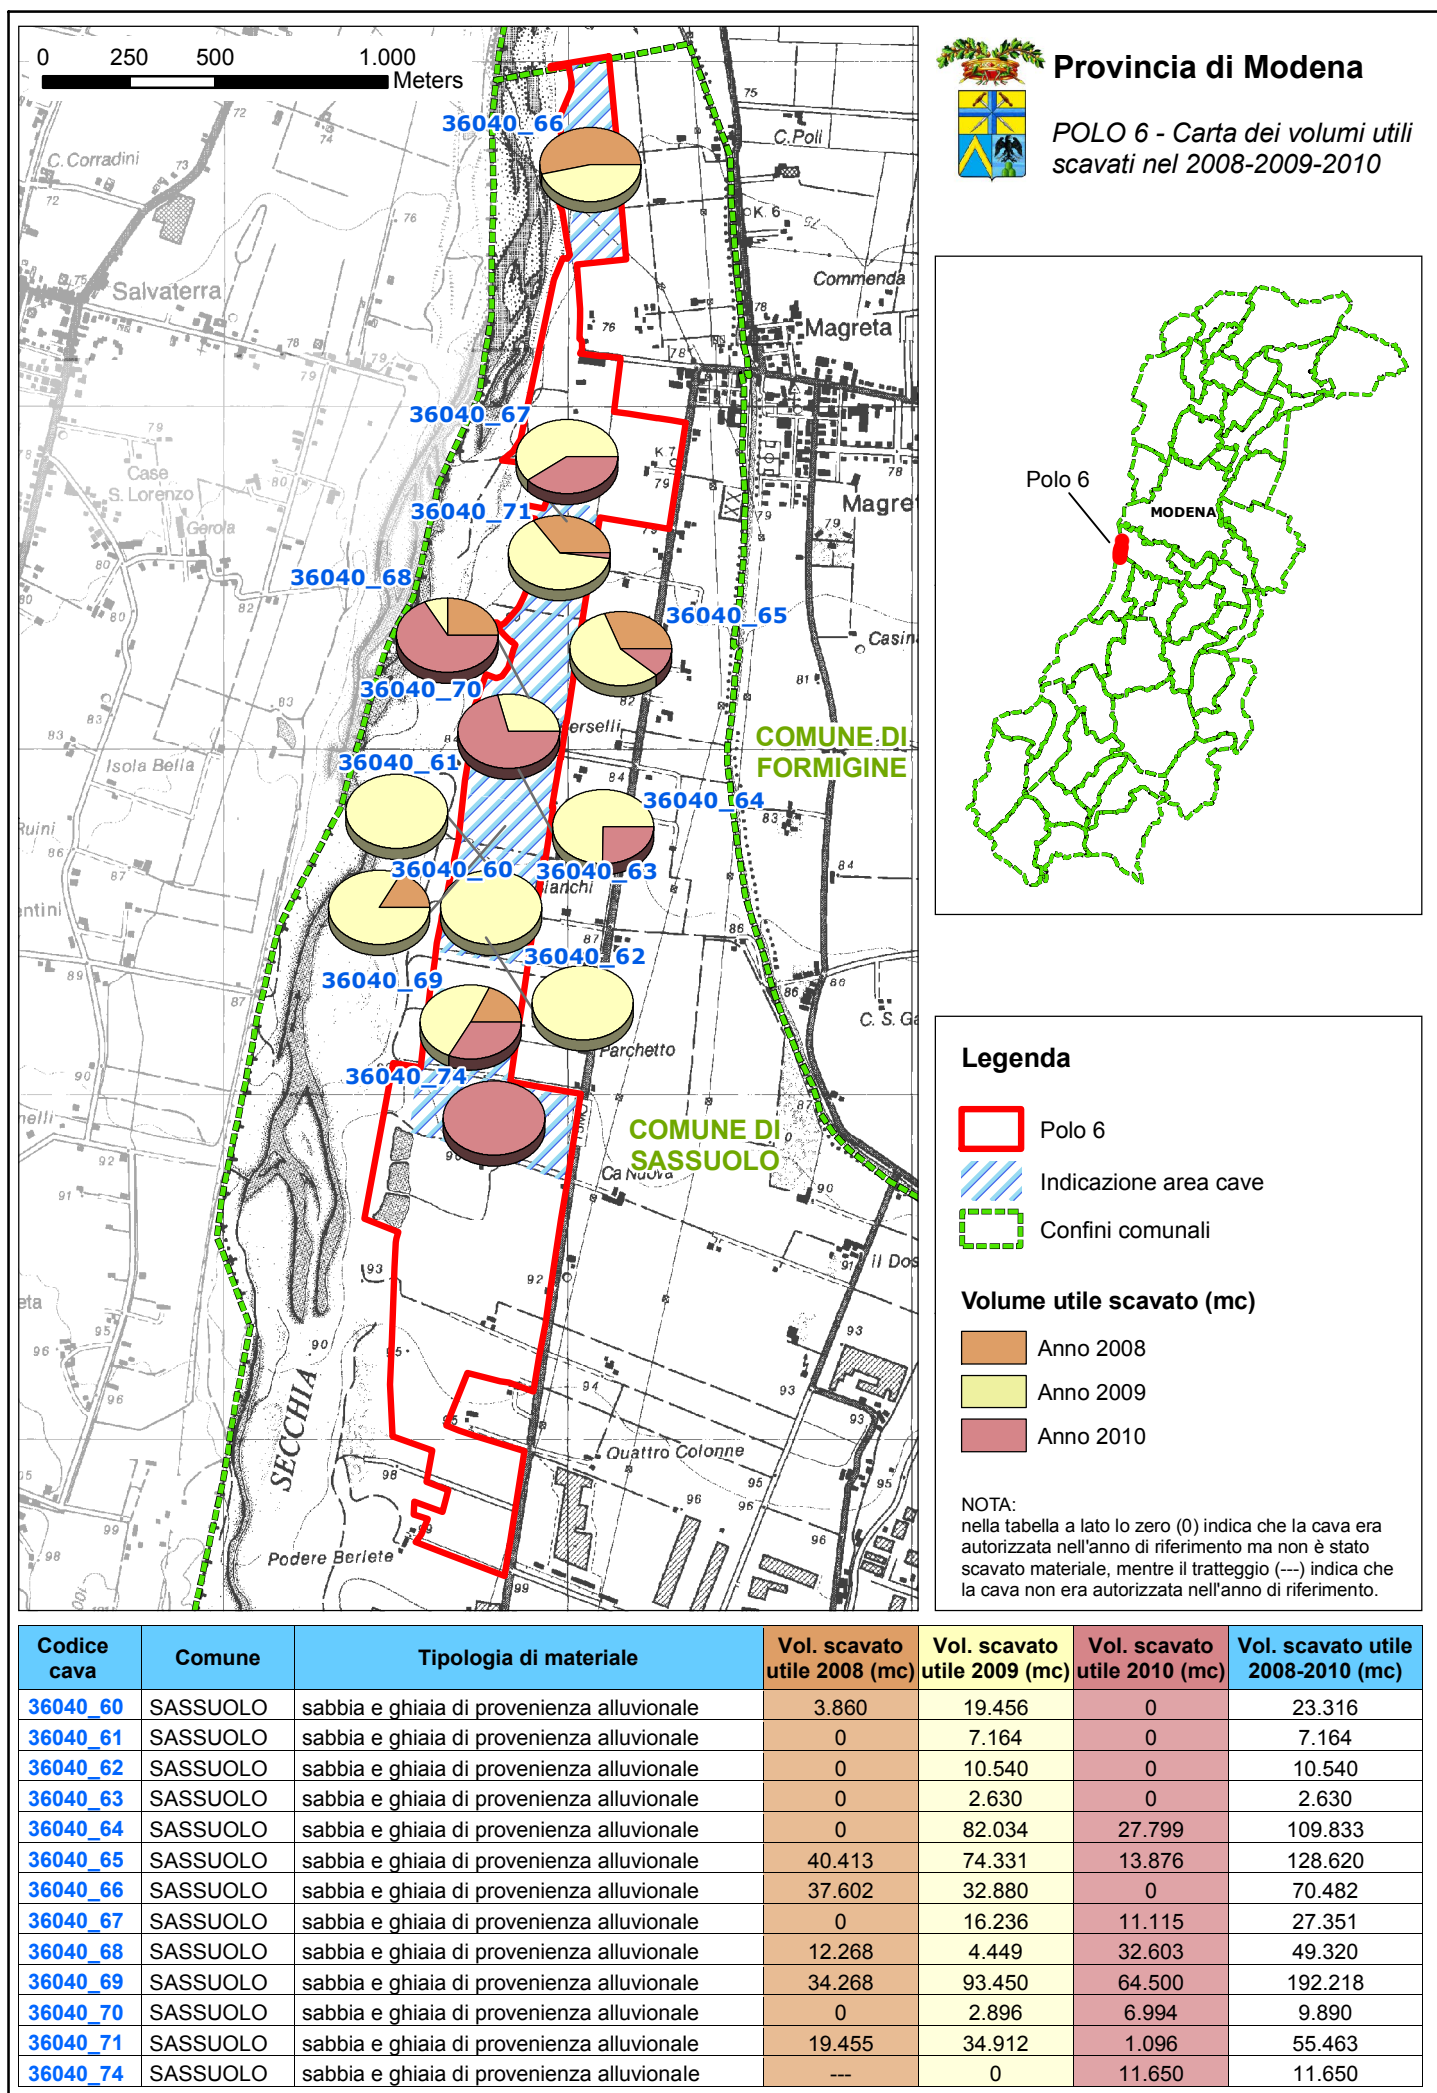 0 250 500 1.000
Meters
Provincia di Modena
POLO 6 - Carta dei volumi utili
scavati nel 2008-2009-2010
36040_66
C. Poli
C. Corradini
K. 6
Commenda
Salvaterra
Magreta
36040_67
K 7
Case
S. Lorenzo
Gerola
36040_71
Magre
36040_68
36040_65
Casin
36040_70
erselli
COMUNE DI
FORMIGINE
Isola Bella
36040_61
36040_64
Ruini
36040_60
36040_63
ianchi
entini
36040_62
36040_69
C. S. Ga
Parchetto
36040_74
nelli
COMUNE DI
SASSUOLO
Ca Nuova
il Dos
eta
SECCHIA
Quattro Colonne
Podere Berlete
Polo 6
MODENA
Legenda
Polo 6
Indicazione area cave
Confini comunali
Volume utile scavato (mc)
Anno 2008
Anno 2009
Anno 2010
NOTA:
nella tabella a lato lo zero (0) indica che la cava era
autorizzata nell'anno di riferimento ma non è stato
scavato materiale, mentre il tratteggio (---) indica che
la cava non era autorizzata nell'anno di riferimento.
Codice cava Comune Tipologia di materiale Vol. scavato utile 2008 (mc) Vol. scavato utile 2009 (mc) Vol. scavato utile 2010 (mc) Vol. scavato utile 2008-2010 (mc)
36040_60 SASSUOLO sabbia e ghiaia di provenienza alluvionale 3.860 19.456 0 23.316
36040_61 SASSUOLO sabbia e ghiaia di provenienza alluvionale 0 7.164 0 7.164
36040_62 SASSUOLO sabbia e ghiaia di provenienza alluvionale 0 10.540 0 10.540
36040_63 SASSUOLO sabbia e ghiaia di provenienza alluvionale 0 2.630 0 2.630
36040_64 SASSUOLO sabbia e ghiaia di provenienza alluvionale 0 82.034 27.799 109.833
36040_65 SASSUOLO sabbia e ghiaia di provenienza alluvionale 40.413 74.331 13.876 128.620
36040_66 SASSUOLO sabbia e ghiaia di provenienza alluvionale 37.602 32.880 0 70.482
36040_67 SASSUOLO sabbia e ghiaia di provenienza alluvionale 0 16.236 11.115 27.351
36040_68 SASSUOLO sabbia e ghiaia di provenienza alluvionale 12.268 4.449 32.603 49.320
36040_69 SASSUOLO sabbia e ghiaia di provenienza alluvionale 34.268 93.450 64.500 192.218
36040_70 SASSUOLO sabbia e ghiaia di provenienza alluvionale 0 2.896 6.994 9.890
36040_71 SASSUOLO sabbia e ghiaia di provenienza alluvionale 19.455 34.912 1.096 55.463
36040_74 SASSUOLO sabbia e ghiaia di provenienza alluvionale --- 0 11.650 11.650